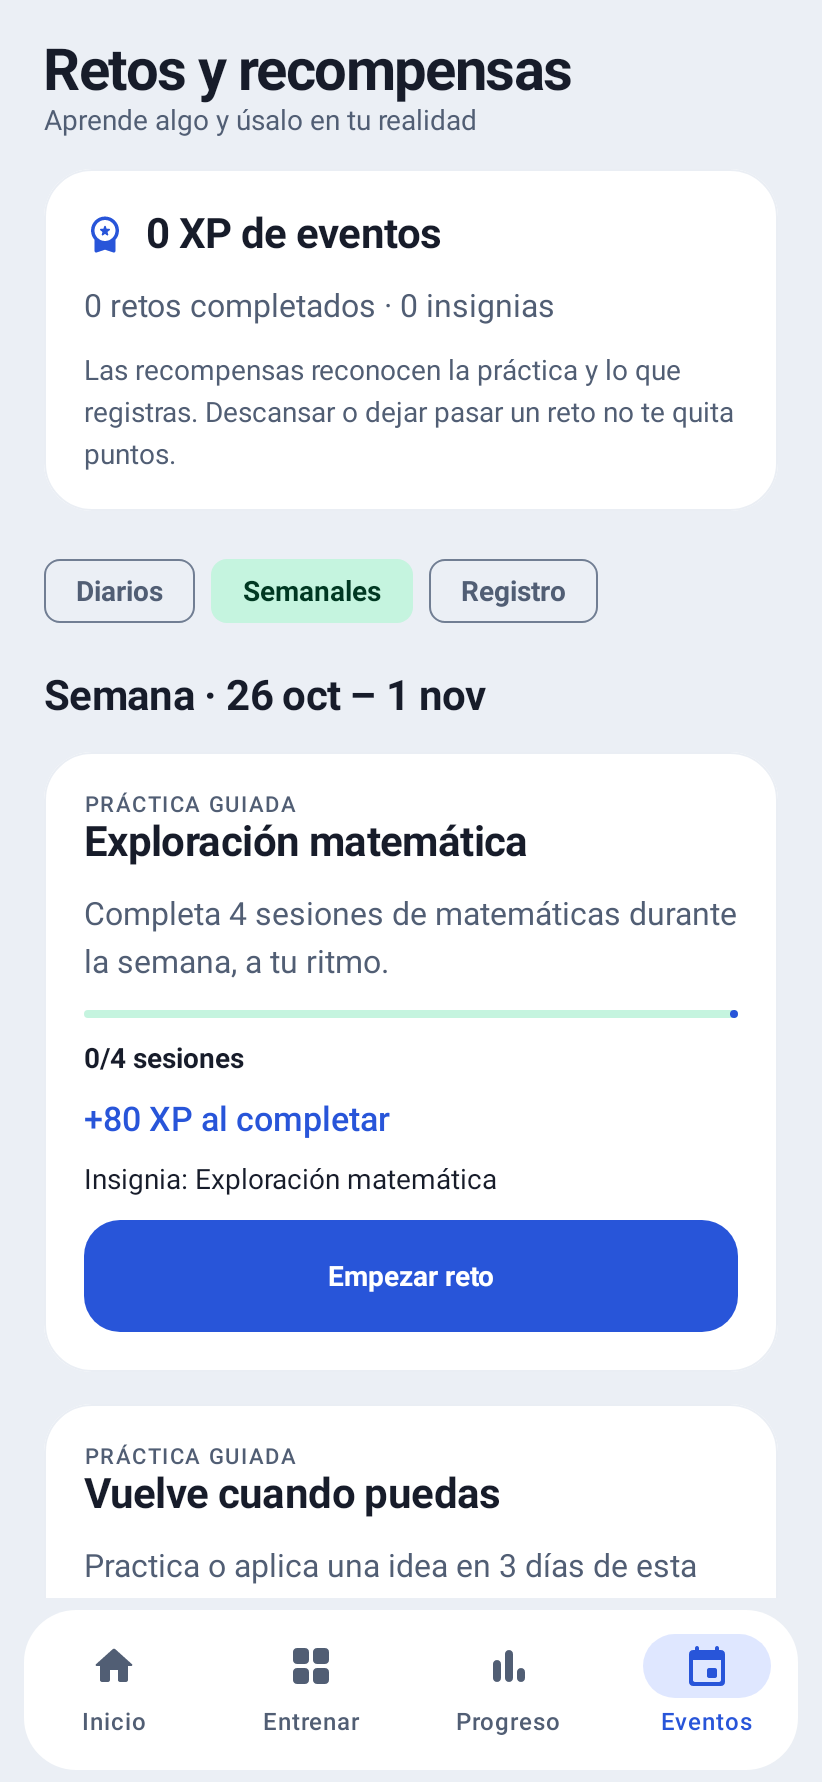 Retos y recompensas
Aprende algo y úsalo en tu realidad
0 XP de eventos
0 retos completados · 0 insignias
Las recompensas reconocen la práctica y lo que
registras. Descansar o dejar pasar un reto no te quita
puntos.
Diarios
Semanales
Registro
Semana · 26 oct – 1 nov
PRÁCTICA GUIADA
Exploración matemática
Completa 4 sesiones de matemáticas durante
la semana, a tu ritmo.
0/4 sesiones
+80 XP al completar
Insignia: Exploración matemática
Empezar reto
PRÁCTICA GUIADA
Vuelve cuando puedas
Practica o aplica una idea en 3 días de esta
Inicio
Entrenar
Progreso
Eventos